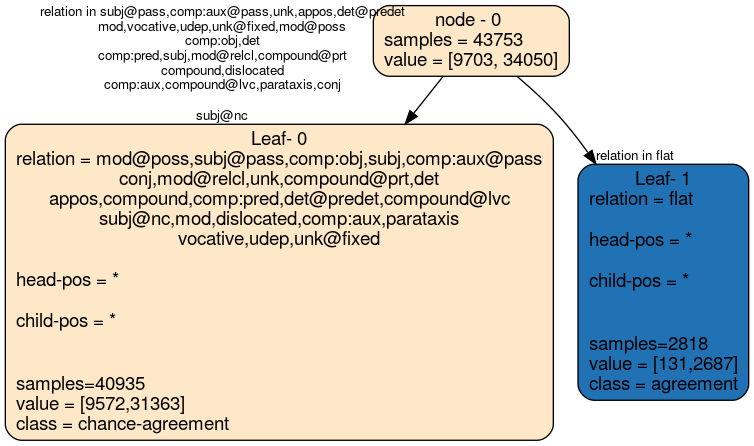 relation in subj@pass,comp:aux@pass,unk,appos,det@predet
mod,vocative,udep,unk@fixed,mod@poss
comp:obj,det
comp:pred,subj,mod@relcl,compound@prt
compound,dislocated
comp:aux,compound@lvc,parataxis,conj
subj@nc
node - 0
samples = 43753
value = [9703, 34050]
relation in flat
Leaf- 0
relation = mod@poss,subj@pass,comp:obj,subj,comp:aux@pass
conj,mod@relcl,unk,compound@prt,det
appos,compound,comp:pred,det@predet,compound@lvc
subj@nc,mod,dislocated,comp:aux,parataxis
vocative,udep,unk@fixed
head-pos = *
child-pos = *
samples=40935
value = [9572,31363]
class = chance-agreement
Leaf- 1
relation = flat
head-pos = *
child-pos = *
samples=2818
value = [131,2687]
class = agreement